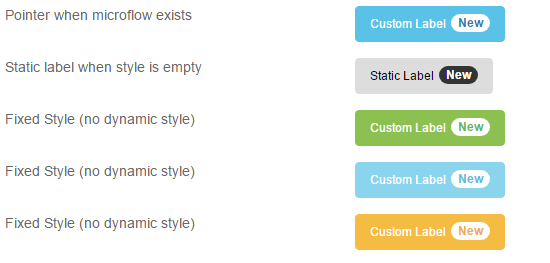 Pointer when microflow exists Custom Label New
Static label when style is empty Static Label New
Fixed Style (no dynamic style) Custom Label New
Fixed Style (no dynamic style) Custom Label New
Fixed Style (no dynamic style) Custom Label New